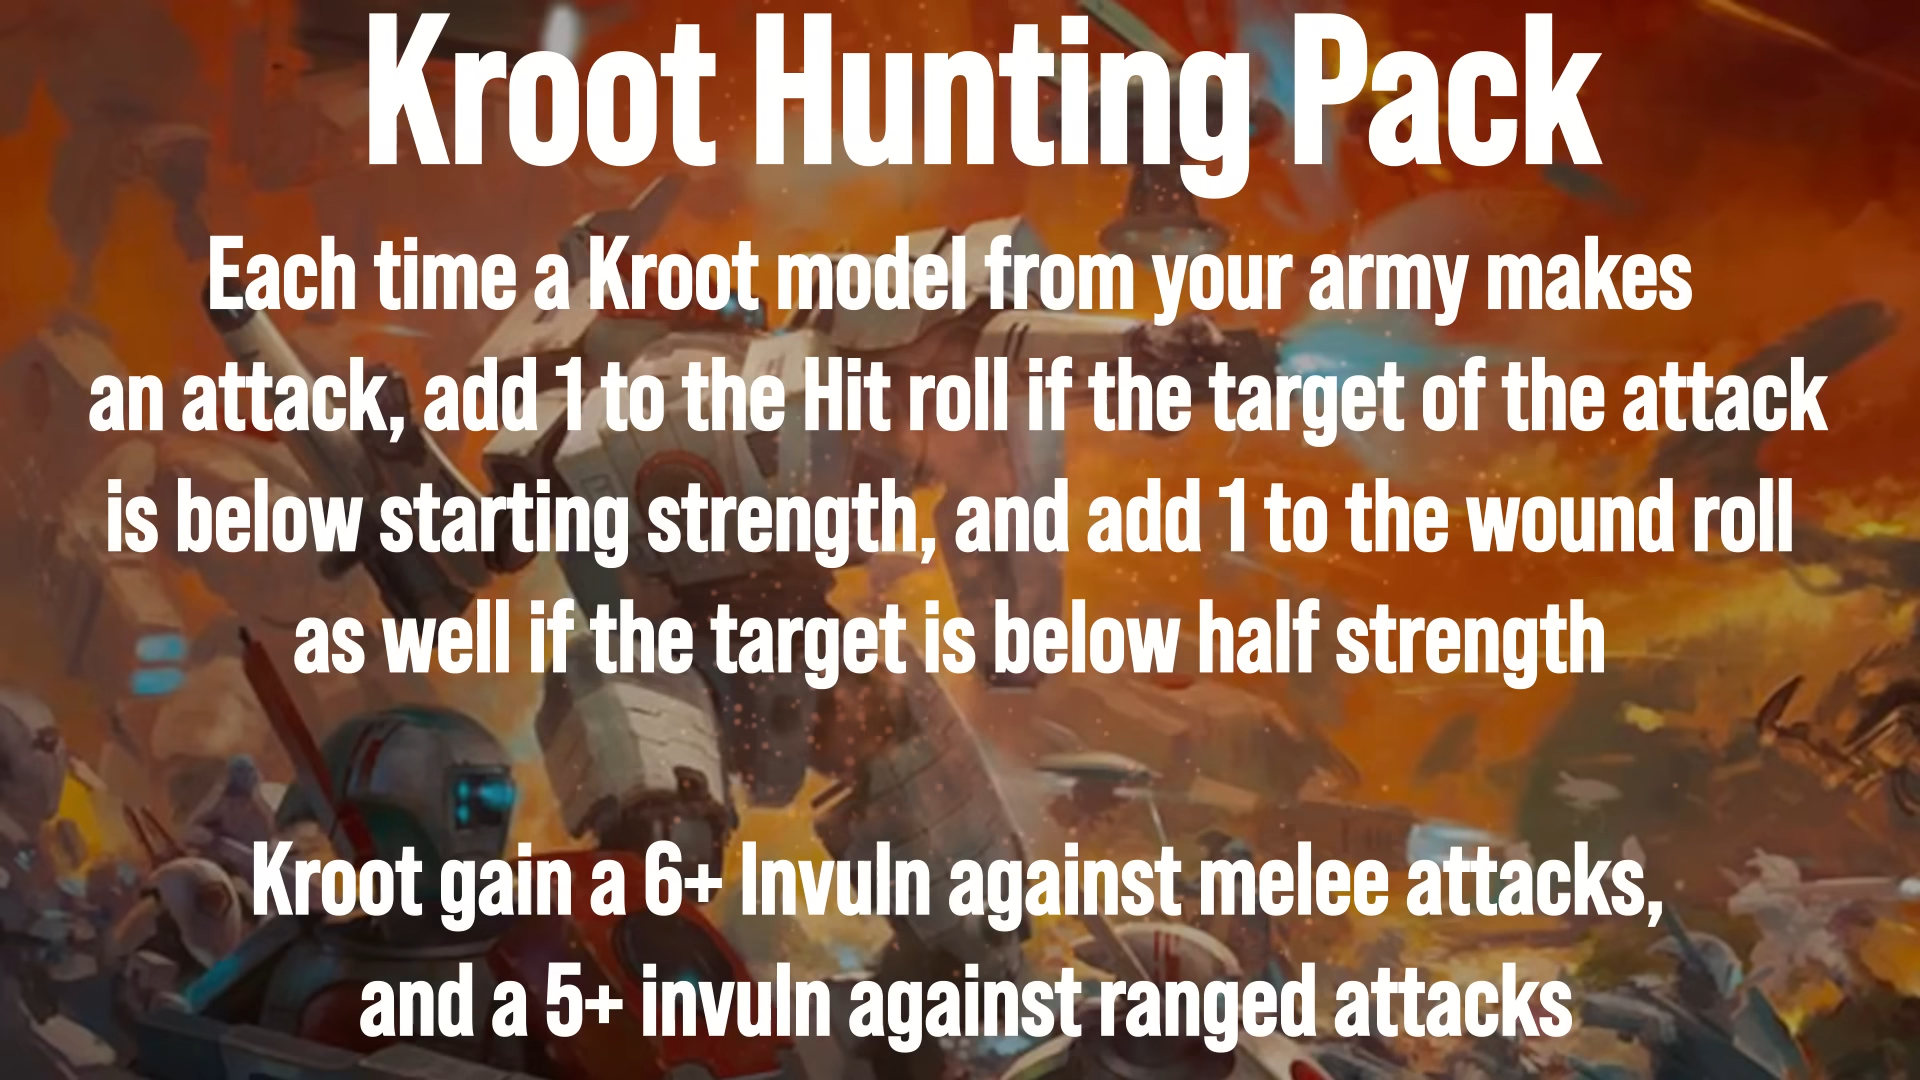 Kroot Hunting Pack
Each time a Kroot model from your army makes
an attack, add 1 to the Hit roll if the target of the attack
is below starting strength, and add 1 to the wound roll
as well if the target is below half strength
Kroot gain a 6+ Invuln against melee attacks,
and a 5+ invuln against ranged attacks